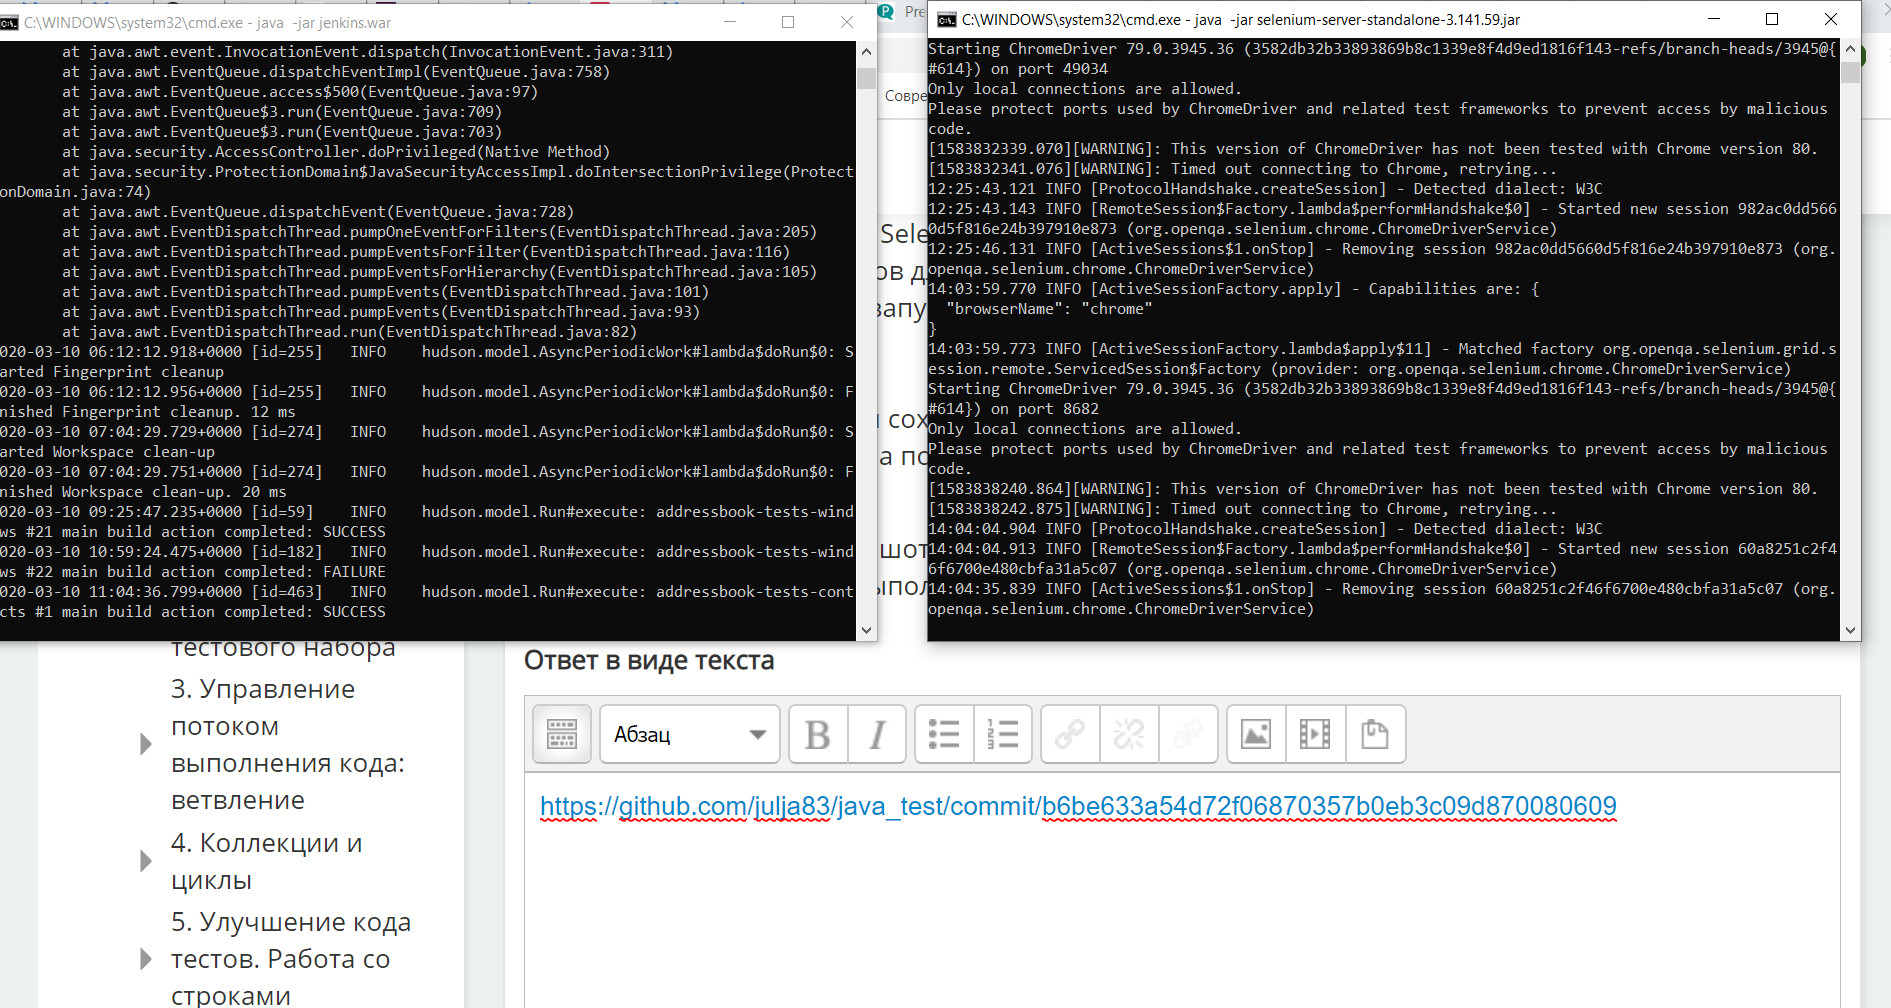 C:\WINDOWS\system32\cmd.exe - java  -jar jenkins.war
at java.awt.event.InvocationEvent.dispatch(InvocationEvent.java:311)
at java.awt.EventQueue.dispatchEventImpl(EventQueue.java:758)
at java.awt.EventQueue.access$500(EventQueue.java:97)
at java.awt.EventQueue$3.run(EventQueue.java:709)
at java.awt.EventQueue$3.run(EventQueue.java:703)
at java.security.AccessController.doPrivileged(Native Method)
at java.security.ProtectionDomain$JavaSecurityAccessImpl.doIntersectionPrivilege(Protect
onDomain.java:74)
at java.awt.EventQueue.dispatchEvent(EventQueue.java:728)
at java.awt.EventDispatchThread.pumpOneEventForFilters(EventDispatchThread.java:205)
at java.awt.EventDispatchThread.pumpEventsForFilter(EventDispatchThread.java:116)
at java.awt.EventDispatchThread.pumpEventsForHierarchy(EventDispatchThread.java:105)
at java.awt.EventDispatchThread.pumpEvents(EventDispatchThread.java:101)
at java.awt.EventDispatchThread.pumpEvents(EventDispatchThread.java:93)
at java.awt.EventDispatchThread.run(EventDispatchThread.java:82)
020-03-10 06:12:12.918+0000 [id=255]   INFO    hudson.model.AsyncPeriodicWork#lambda$doRun$0: S
arted Fingerprint cleanup
020-03-10 06:12:12.956+0000 [id=255]   INFO    hudson.model.AsyncPeriodicWork#lambda$doRun$0: F
nished Fingerprint cleanup. 12 ms
020-03-10 07:04:29.729+0000 [id=274]   INFO    hudson.model.AsyncPeriodicWork#lambda$doRun$0: S
arted Workspace clean-up
020-03-10 07:04:29.751+0000 [id=274]   INFO    hudson.model.AsyncPeriodicWork#lambda$doRun$0: F
nished Workspace clean-up. 20 ms
020-03-10 09:25:47.235+0000 [id=59]    INFO    hudson.model.Run#execute: addressbook-tests-wind
ws #21 main build action completed: SUCCESS
020-03-10 10:59:24.475+0000 [id=182]   INFO    hudson.model.Run#execute: addressbook-tests-wind
ws #22 main build action completed: FAILURE
020-03-10 11:04:36.799+0000 [id=463]   INFO    hudson.model.Run#execute: addressbook-tests-cont
cts #1 main build action completed: SUCCESS
Pre
Совре
Sele
ов д
запу
сох
а по
шот
ыпол
C:\WINDOWS\system32\cmd.exe - java  -jar selenium-server-standalone-3.141.59.jar
Starting ChromeDriver 79.0.3945.36 (3582db32b33893869b8c1339e8f4d9ed1816f143-refs/branch-heads/3945@{
#614}) on port 49034
Only local connections are allowed.
Please protect ports used by ChromeDriver and related test frameworks to prevent access by malicious
code.
[1583832339.070][WARNING]: This version of ChromeDriver has not been tested with Chrome version 80.
[1583832341.076][WARNING]: Timed out connecting to Chrome, retrying...
12:25:43.121 INFO [ProtocolHandshake.createSession] - Detected dialect: W3C
12:25:43.143 INFO [RemoteSession$Factory.lambda$performHandshake$0] - Started new session 982ac0dd566
0d5f816e24b397910e873 (org.openqa.selenium.chrome.ChromeDriverService)
12:25:46.131 INFO [ActiveSessions$1.onStop] - Removing session 982ac0dd5660d5f816e24b397910e873 (org.
openqa.selenium.chrome.ChromeDriverService)
14:03:59.770 INFO [ActiveSessionFactory.apply] - Capabilities are: {
"browserName": "chrome"
}
14:03:59.773 INFO [ActiveSessionFactory.lambda$apply$11] - Matched factory org.openqa.selenium.grid.s
ession.remote.ServicedSession$Factory (provider: org.openqa.selenium.chrome.ChromeDriverService)
Starting ChromeDriver 79.0.3945.36 (3582db32b33893869b8c1339e8f4d9ed1816f143-refs/branch-heads/3945@{
#614}) on port 8682
Only local connections are allowed.
Please protect ports used by ChromeDriver and related test frameworks to prevent access by malicious
code.
[1583838240.864][WARNING]: This version of ChromeDriver has not been tested with Chrome version 80.
[1583838242.875][WARNING]: Timed out connecting to Chrome, retrying...
14:04:04.904 INFO [ProtocolHandshake.createSession] - Detected dialect: W3C
14:04:04.913 INFO [RemoteSession$Factory.lambda$performHandshake$0] - Started new session 60a8251c2f4
6f6700e480cbfa31a5c07 (org.openqa.selenium.chrome.ChromeDriverService)
14:04:35.839 INFO [ActiveSessions$1.onStop] - Removing session 60a8251c2f46f6700e480cbfa31a5c07 (org.
openqa.selenium.chrome.ChromeDriverService)
тестового набора
3. Управление
потоком
выполнения кода:
ветвление
4. Коллекции и
циклы
5. Улучшение кода
тестов. Работа со
строками
Ответ в виде текста
Абзац
B I
https://github.com/julja83/java_test/commit/b6be633a54d72f06870357b0eb3c09d870080609